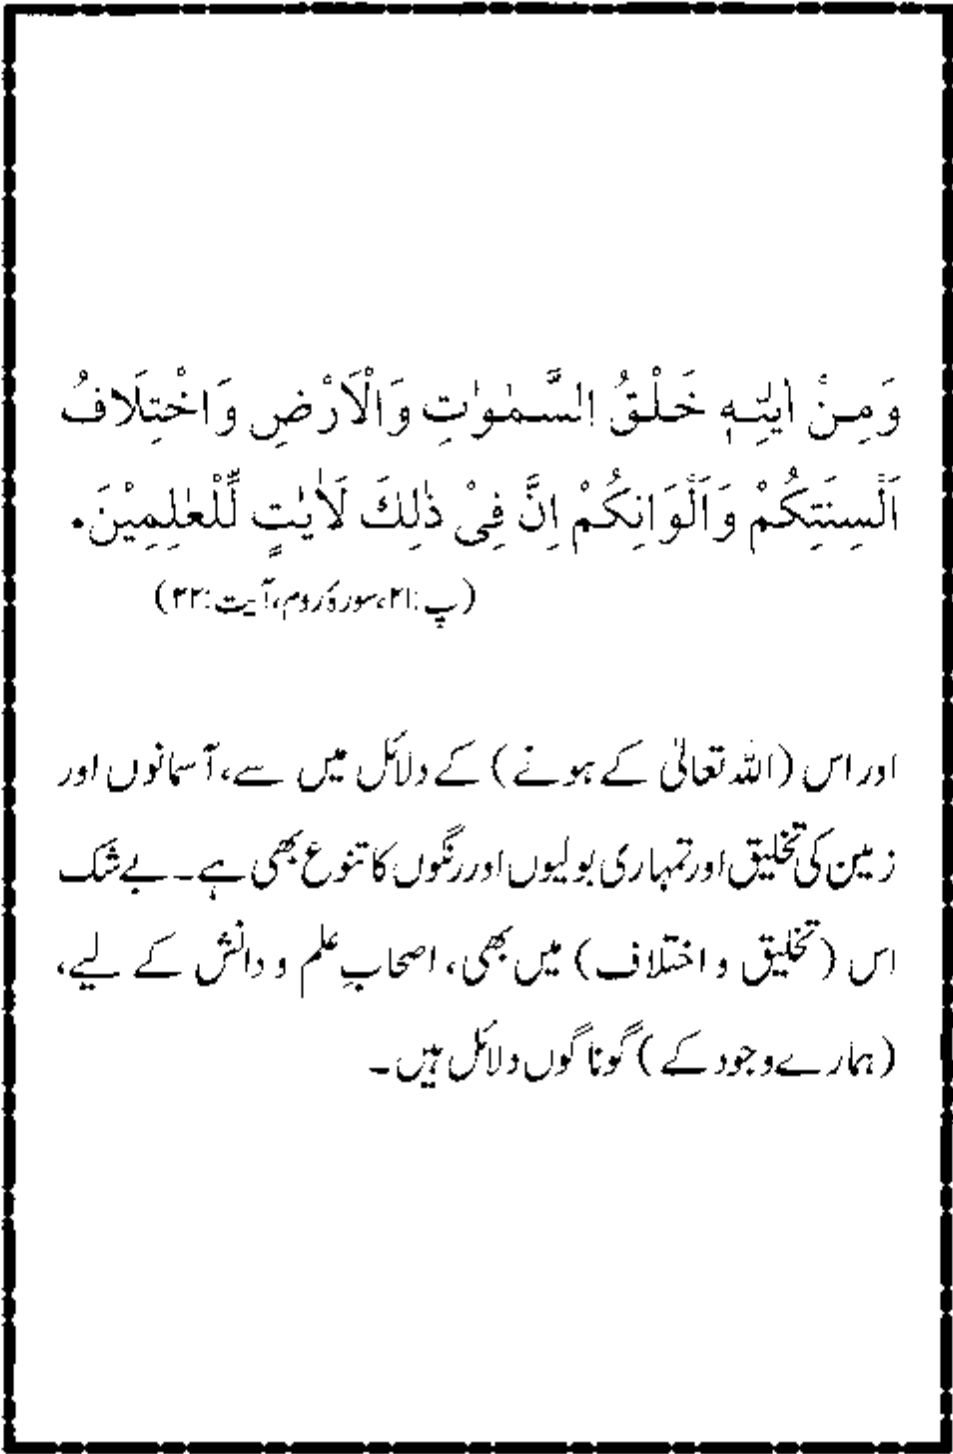 وَمِنْ اٰیٰتِہٖ خَلْقُ السَّمٰوٰتِ وَالْاَرْضِ وَاخْتِلَافُ
اَلْسِنَتِکُمْ وَاَلْوَانِکُمْ اِنَّ فِیْ ذٰلِکَ لَاٰیٰتٍ لِّلْعٰلِمِیْنَ.
(پ:۲۱، سورۂ روم، آیت:۲۲)
اور اس (اللہ تعالیٰ کے ہونے) کے دلائل میں سے، آسمانوں اور
زمین کی تخلیق اور تمہاری بولیوں اور رنگوں کا تنوع بھی ہے۔ بے شک
اس (تخلیق و اختلاف) میں بھی، اصحابِ علم و دانش کے لیے،
(ہمارے وجود کے) گوناگوں دلائل ہیں۔